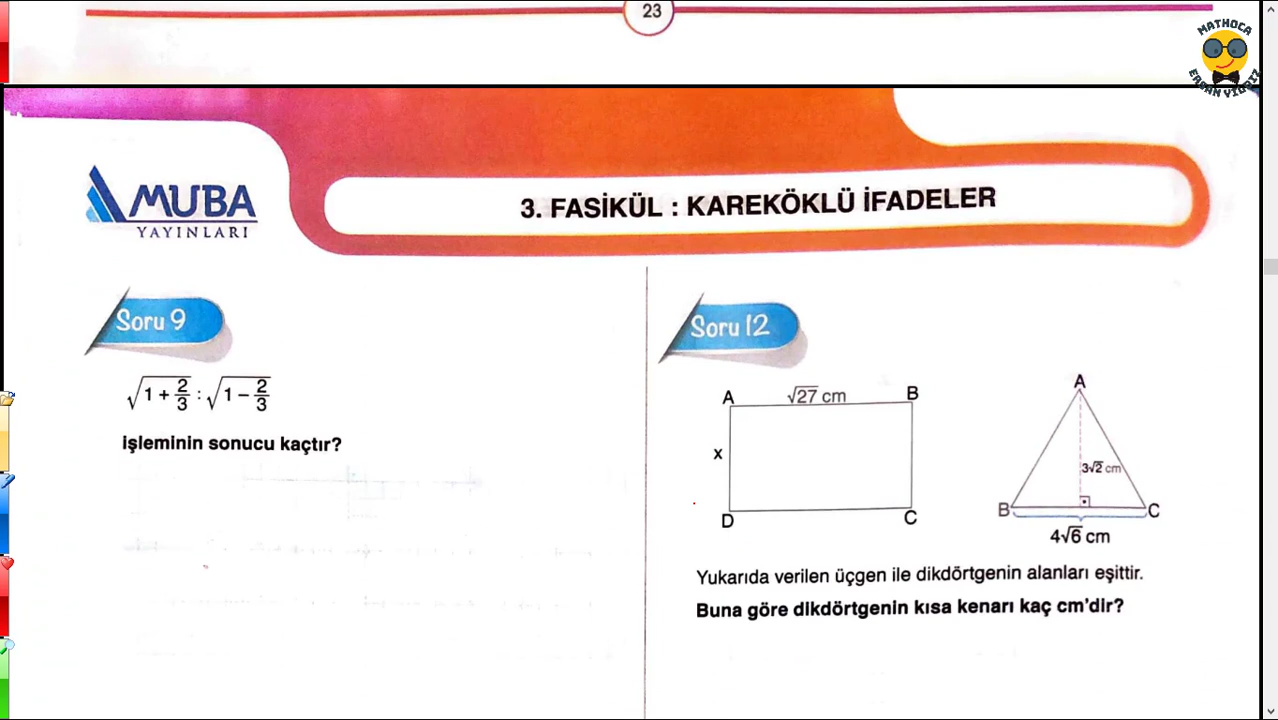 23
MATHOCA
ERCAN YILDIZ
MUBA
YAYINLARI
3. FASİKÜL : KAREKÖKLÜ İFADELER
Soru 9
√(1 + 2/3) : √(1 − 2/3)
işleminin sonucu kaçtır?
Soru 12
A √27 cm B
x
D C
A
3√2 cm
B C
4√6 cm
Yukarıda verilen üçgen ile dikdörtgenin alanları eşittir.
Buna göre dikdörtgenin kısa kenarı kaç cm'dir?